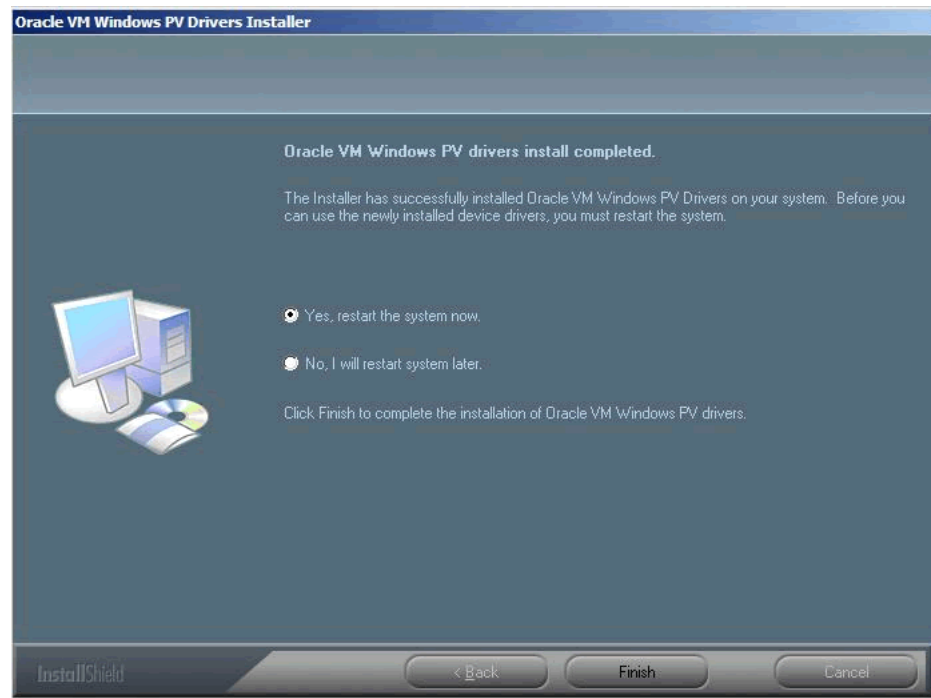 Oracle VM Windows PV Drivers Installer
Oracle VM Windows PV drivers install completed.
The Installer has successfully installed Oracle VM Windows PV Drivers on your system. Before you
can use the newly installed device drivers, you must restart the system.
Yes, restart the system now.
No, I will restart system later.
Click Finish to complete the installation of Oracle VM Windows PV drivers.
InstallShield
< Back
Finish
Cancel